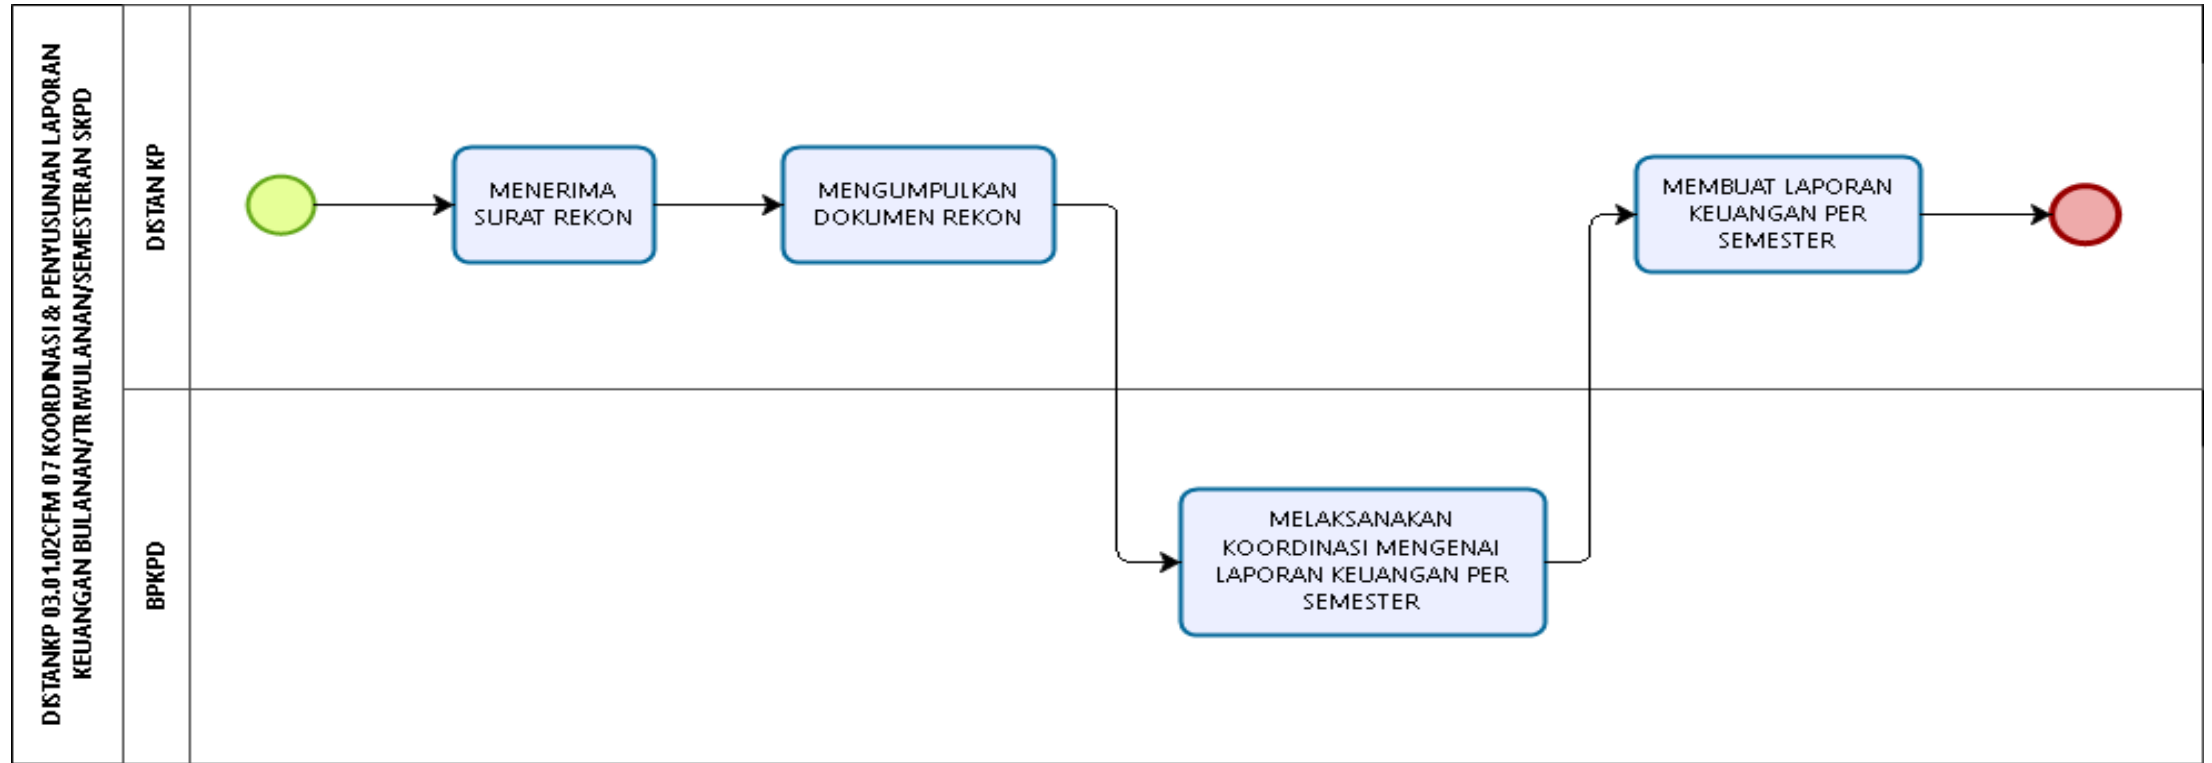 DISTANKP 03.01.02CFM 07 KOORDINASI & PENYUSUNAN LAPORAN
KEUANGAN BULANAN/TRIWULANAN/SEMESTERAN SKPD
DISTAN KP
MENERIMA
SURAT REKON
MENGUMPULKAN
DOKUMEN REKON
MEMBUAT LAPORAN
KEUANGAN PER
SEMESTER
BPKPD
MELAKSANAKAN
KOORDINASI MENGENAI
LAPORAN KEUANGAN PER
SEMESTER